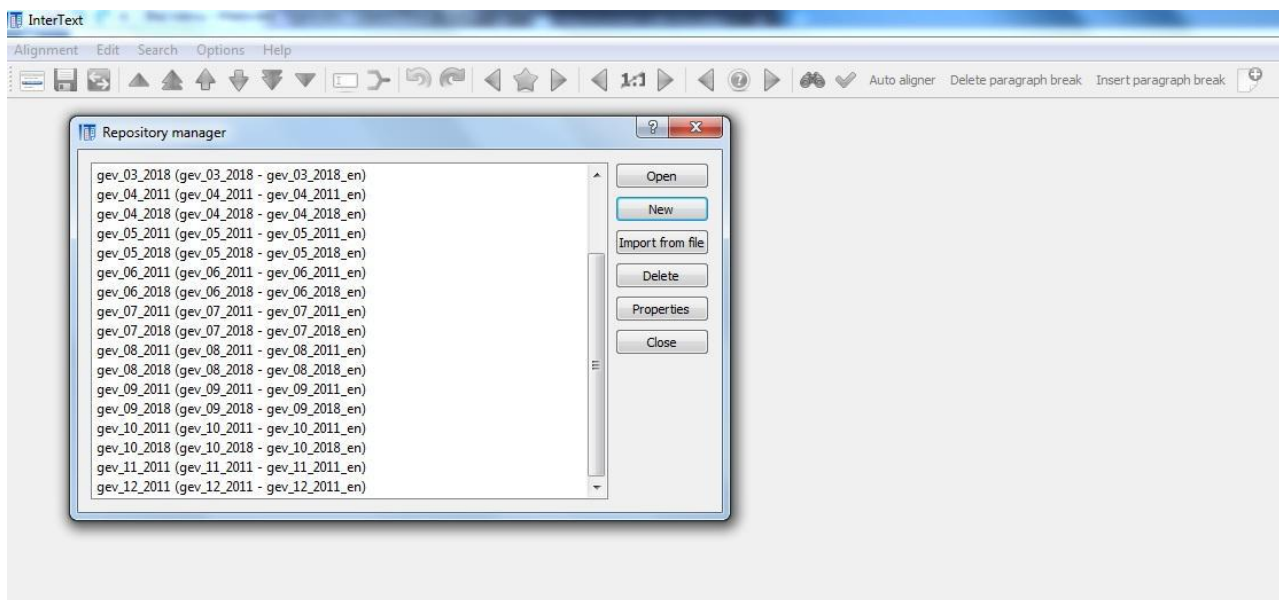 InterText
Alignment Edit Search Options Help
1:1 Auto aligner Delete paragraph break Insert paragraph break
Repository manager
gev_03_2018 (gev_03_2018 - gev_03_2018_en)
gev_04_2011 (gev_04_2011 - gev_04_2011_en)
gev_04_2018 (gev_04_2018 - gev_04_2018_en)
gev_05_2011 (gev_05_2011 - gev_05_2011_en)
gev_05_2018 (gev_05_2018 - gev_05_2018_en)
gev_06_2011 (gev_06_2011 - gev_06_2011_en)
gev_06_2018 (gev_06_2018 - gev_06_2018_en)
gev_07_2011 (gev_07_2011 - gev_07_2011_en)
gev_07_2018 (gev_07_2018 - gev_07_2018_en)
gev_08_2011 (gev_08_2011 - gev_08_2011_en)
gev_08_2018 (gev_08_2018 - gev_08_2018_en)
gev_09_2011 (gev_09_2011 - gev_09_2011_en)
gev_09_2018 (gev_09_2018 - gev_09_2018_en)
gev_10_2011 (gev_10_2011 - gev_10_2011_en)
gev_10_2018 (gev_10_2018 - gev_10_2018_en)
gev_11_2011 (gev_11_2011 - gev_11_2011_en)
gev_12_2011 (gev_12_2011 - gev_12_2011_en)
Open
New
Import from file
Delete
Properties
Close